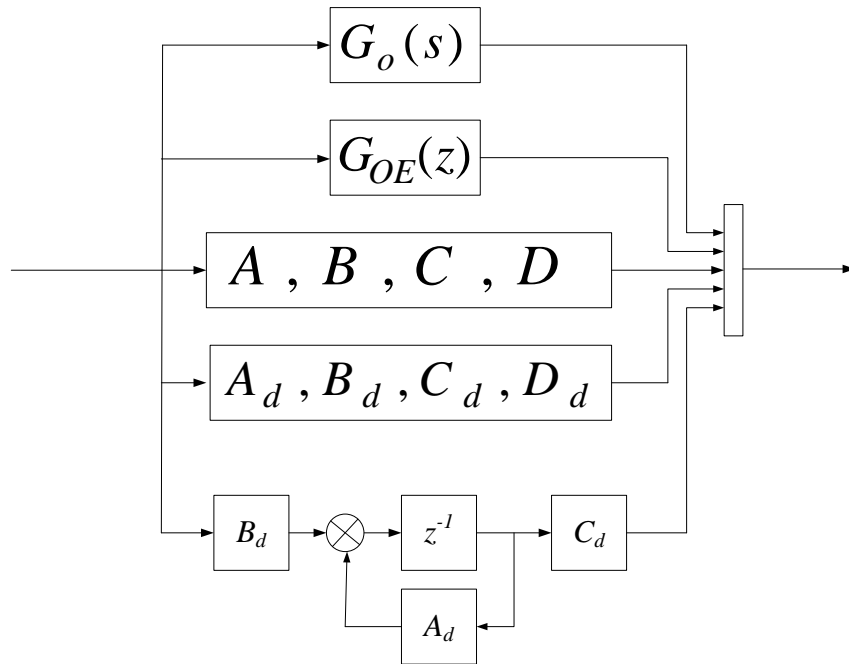 G_o(s)
G_OE(z)
A , B , C , D
A_d , B_d , C_d , D_d
B_d
z^-1
C_d
A_d